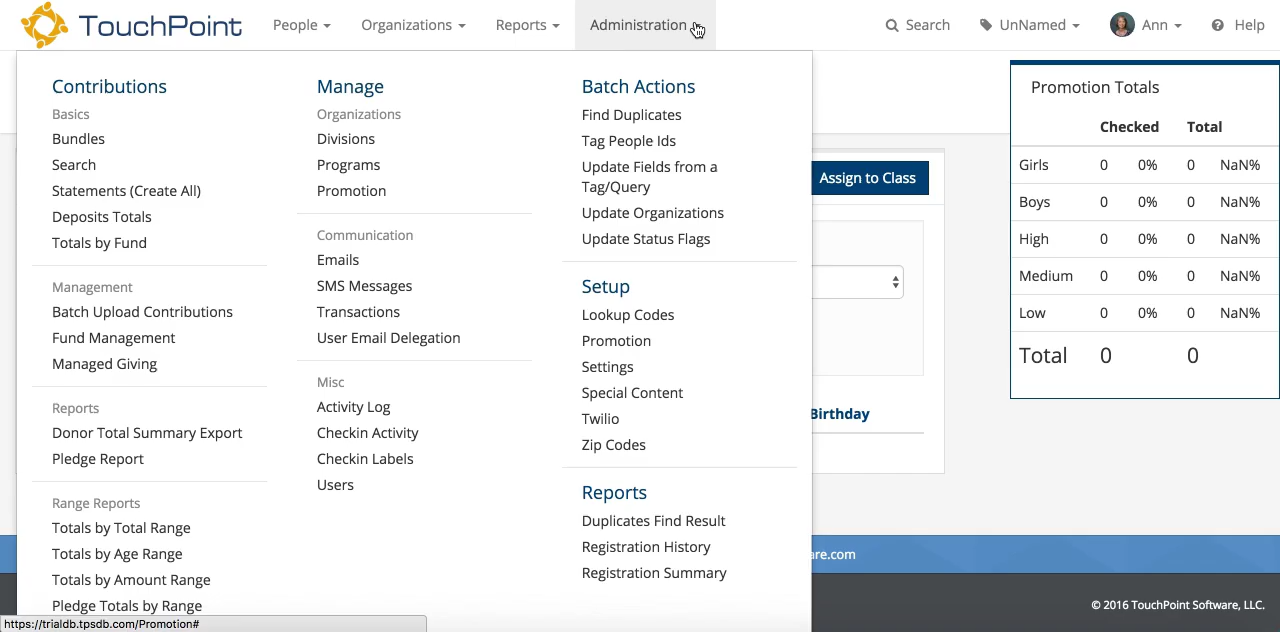 TouchPoint
People
Organizations
Reports
Administration
Search
UnNamed
Ann
Help
Contributions
Basics
Bundles
Search
Statements (Create All)
Deposits Totals
Totals by Fund
Management
Batch Upload Contributions
Fund Management
Managed Giving
Reports
Donor Total Summary Export
Pledge Report
Range Reports
Totals by Total Range
Totals by Age Range
Totals by Amount Range
Pledge Totals by Range
Manage
Organizations
Divisions
Programs
Promotion
Communication
Emails
SMS Messages
Transactions
User Email Delegation
Misc
Activity Log
Checkin Activity
Checkin Labels
Users
Batch Actions
Find Duplicates
Tag People Ids
Update Fields from a
Tag/Query
Update Organizations
Update Status Flags
Setup
Lookup Codes
Promotion
Settings
Special Content
Twilio
Zip Codes
Reports
Duplicates Find Result
Registration History
Registration Summary
Assign to Class
Birthday
Promotion Totals
Checked Total
Girls 0 0% 0 NaN%
Boys 0 0% 0 NaN%
High 0 0% 0 NaN%
Medium 0 0% 0 NaN%
Low 0 0% 0 NaN%
Total 0 0
are.com
© 2016 TouchPoint Software, LLC.
https://trialdb.tpsdb.com/Promotion#